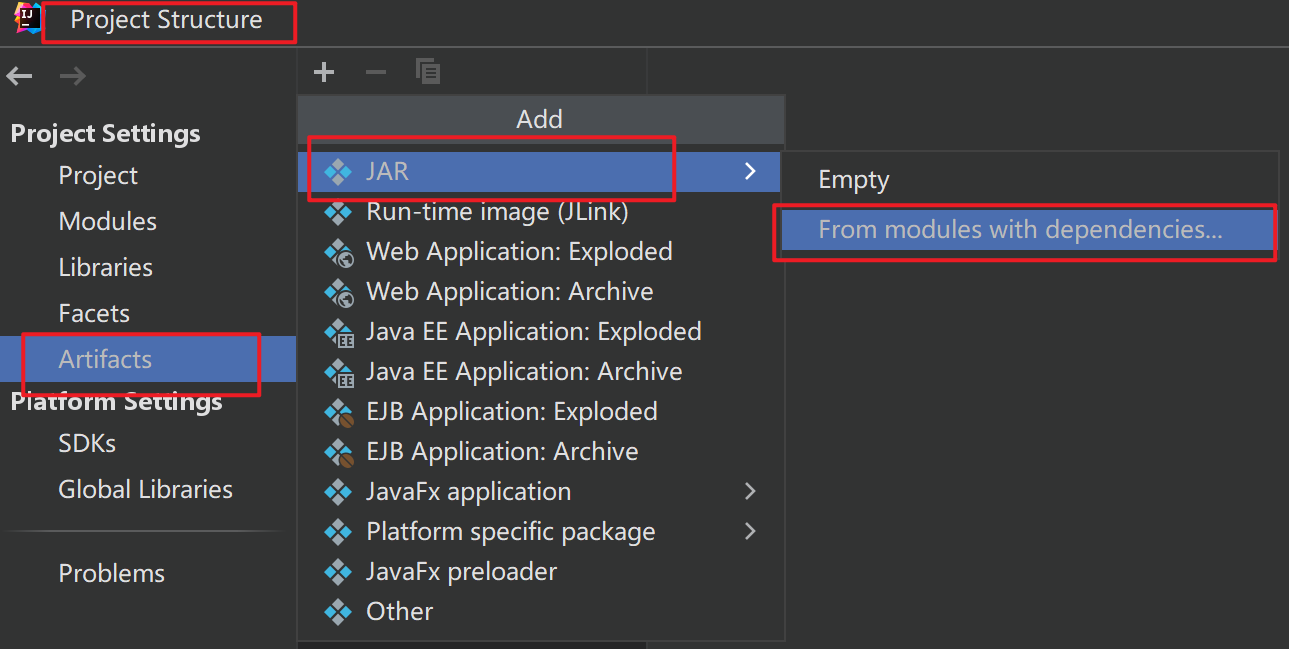 IJ
Project Structure
Project Settings
Project
Modules
Libraries
Facets
Artifacts
Platform Settings
SDKs
Global Libraries
Problems
Add
JAR
Run-time image (JLink)
Web Application: Exploded
Web Application: Archive
Java EE Application: Exploded
Java EE Application: Archive
EJB Application: Exploded
EJB Application: Archive
JavaFx application
Platform specific package
JavaFx preloader
Other
Empty
From modules with dependencies...